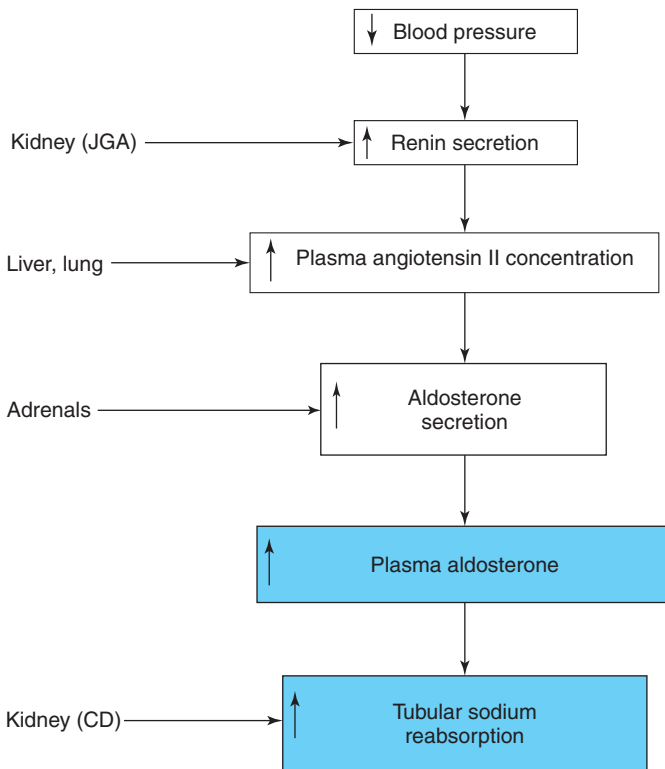 Blood pressure
Kidney (JGA)
Renin secretion
Liver, lung
Plasma angiotensin II concentration
Adrenals
Aldosterone
secretion
Plasma aldosterone
Kidney (CD)
Tubular sodium
reabsorption